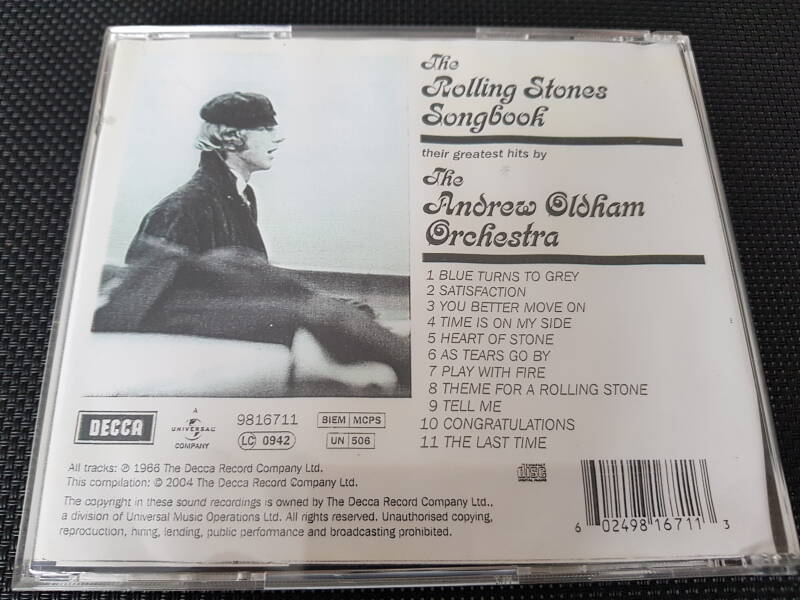 The
Rolling Stones
Songbook
their greatest hits by
The
Andrew Oldham
Orchestra
1 BLUE TURNS TO GREY
2 SATISFACTION
3 YOU BETTER MOVE ON
4 TIME IS ON MY SIDE
5 HEART OF STONE
6 AS TEARS GO BY
7 PLAY WITH FIRE
8 THEME FOR A ROLLING STONE
9 TELL ME
10 CONGRATULATIONS
11 THE LAST TIME
DECCA
A
UNIVERSAL
COMPANY
9816711
LC 0942
BIEM MCPS
UN 506
All tracks: ℗ 1966 The Decca Record Company Ltd.
This compilation: © 2004 The Decca Record Company Ltd.
The copyright in these sound recordings is owned by The Decca Record Company Ltd.,
a division of Universal Music Operations Ltd. All rights reserved. Unauthorised copying,
reproduction, hiring, lending, public performance and broadcasting prohibited.
COMPACT
disc
DIGITAL AUDIO
6 02498 16711 3